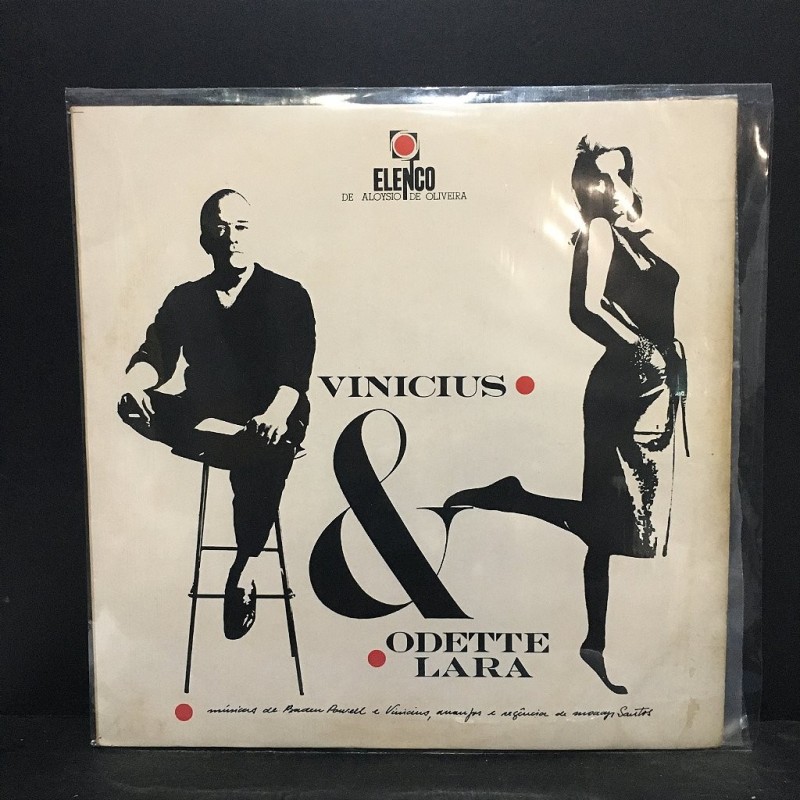 ELENCO
DE ALOYSIO DE OLIVEIRA
VINICIUS
&
ODETTE
LARA
músicas de Baden Powell e Vinicius, arranjos e regência de moacyr Santos